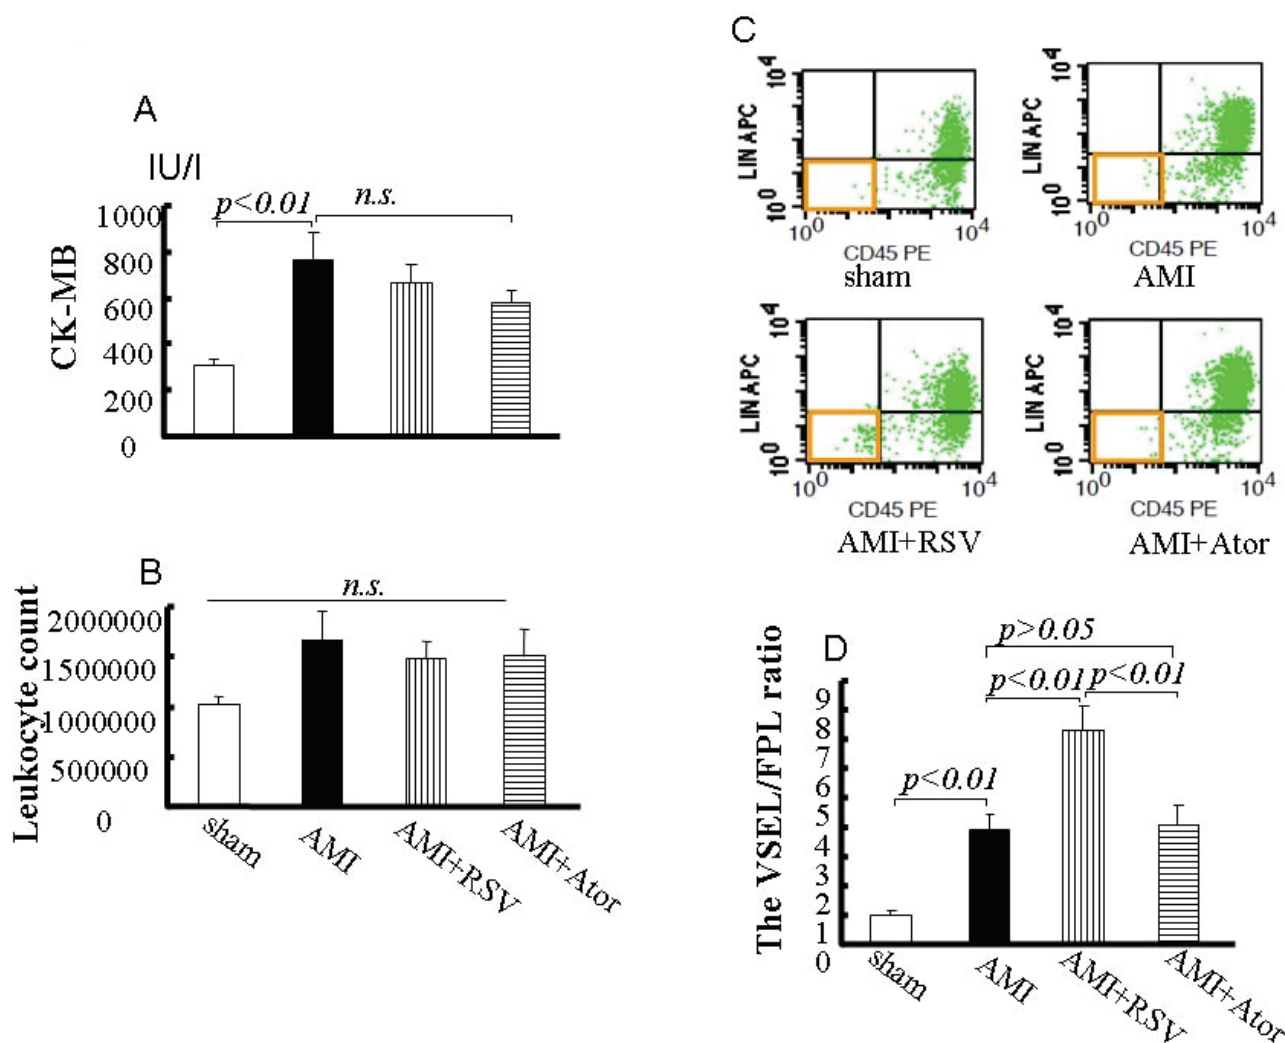 A
IU/l
p<0.01
n.s.
1000
800
600
400
200
0
CK-MB
B
n.s.
2000000
1500000
1000000
500000
0
Leukocyte count
sham
AMI
AMI+RSV
AMI+Ator
C
10^4
LIN APC
10^0
10^0
10^4
CD45 PE
sham
10^4
LIN APC
10^0
10^0
10^4
CD45 PE
AMI
10^4
LIN APC
10^0
10^0
10^4
CD45 PE
AMI+RSV
10^4
LIN APC
10^0
10^0
10^4
CD45 PE
AMI+Ator
D
p>0.05
p<0.01
p<0.01
p<0.01
9
8
7
6
5
4
3
2
1
0
The VSEL/FPL ratio
sham
AMI
AMI+RSV
AMI+Ator